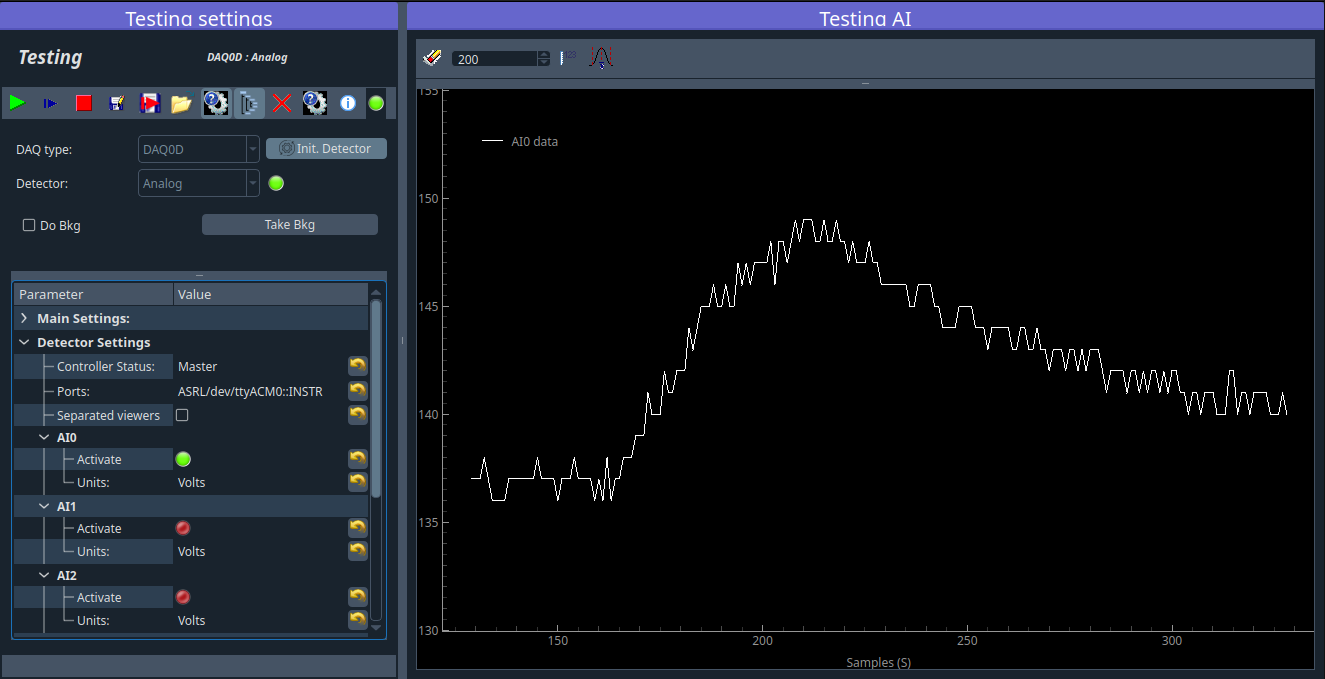 Testing settings
Testing
DAQ0D : Analog
DAQ type:
DAQ0D
Init. Detector
Detector:
Analog
Do Bkg
Take Bkg
Parameter Value
Main Settings:
Detector Settings
Controller Status: Master
Ports: ASRL/dev/ttyACM0::INSTR
Separated viewers
AI0
Activate
Units: Volts
AI1
Activate
Units: Volts
AI2
Activate
Units: Volts
Testing AI
200
AI0 data
155
150
145
140
135
130
150 200 250 300
Samples (S)